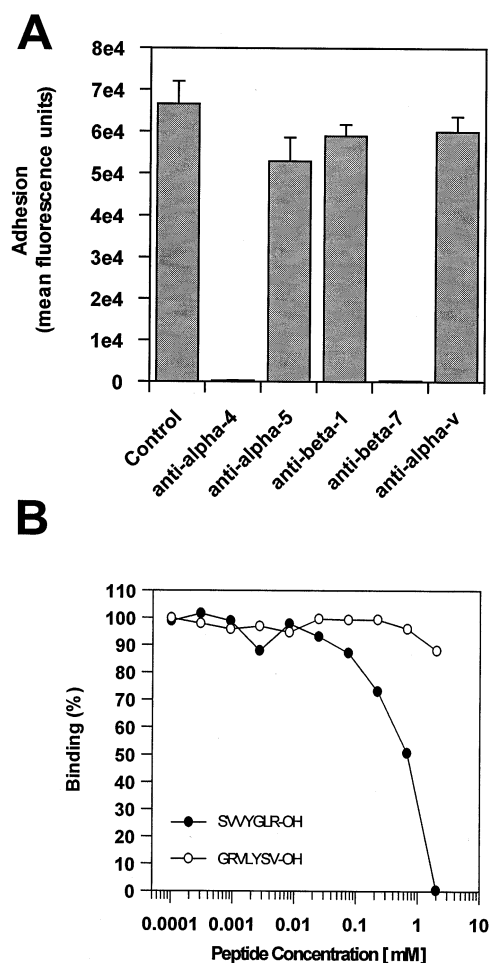 A
Adhesion
(mean fluorescence units)
8e4
7e4
6e4
5e4
4e4
3e4
2e4
1e4
0
Control
anti-alpha-4
anti-alpha-5
anti-beta-1
anti-beta-7
anti-alpha-v
B
Binding (%)
110
100
90
80
70
60
50
40
30
20
10
0
SVVYGLR-OH
GRVLYSV-OH
0.0001
0.001
0.01
0.1
1
10
Peptide Concentration [mM]